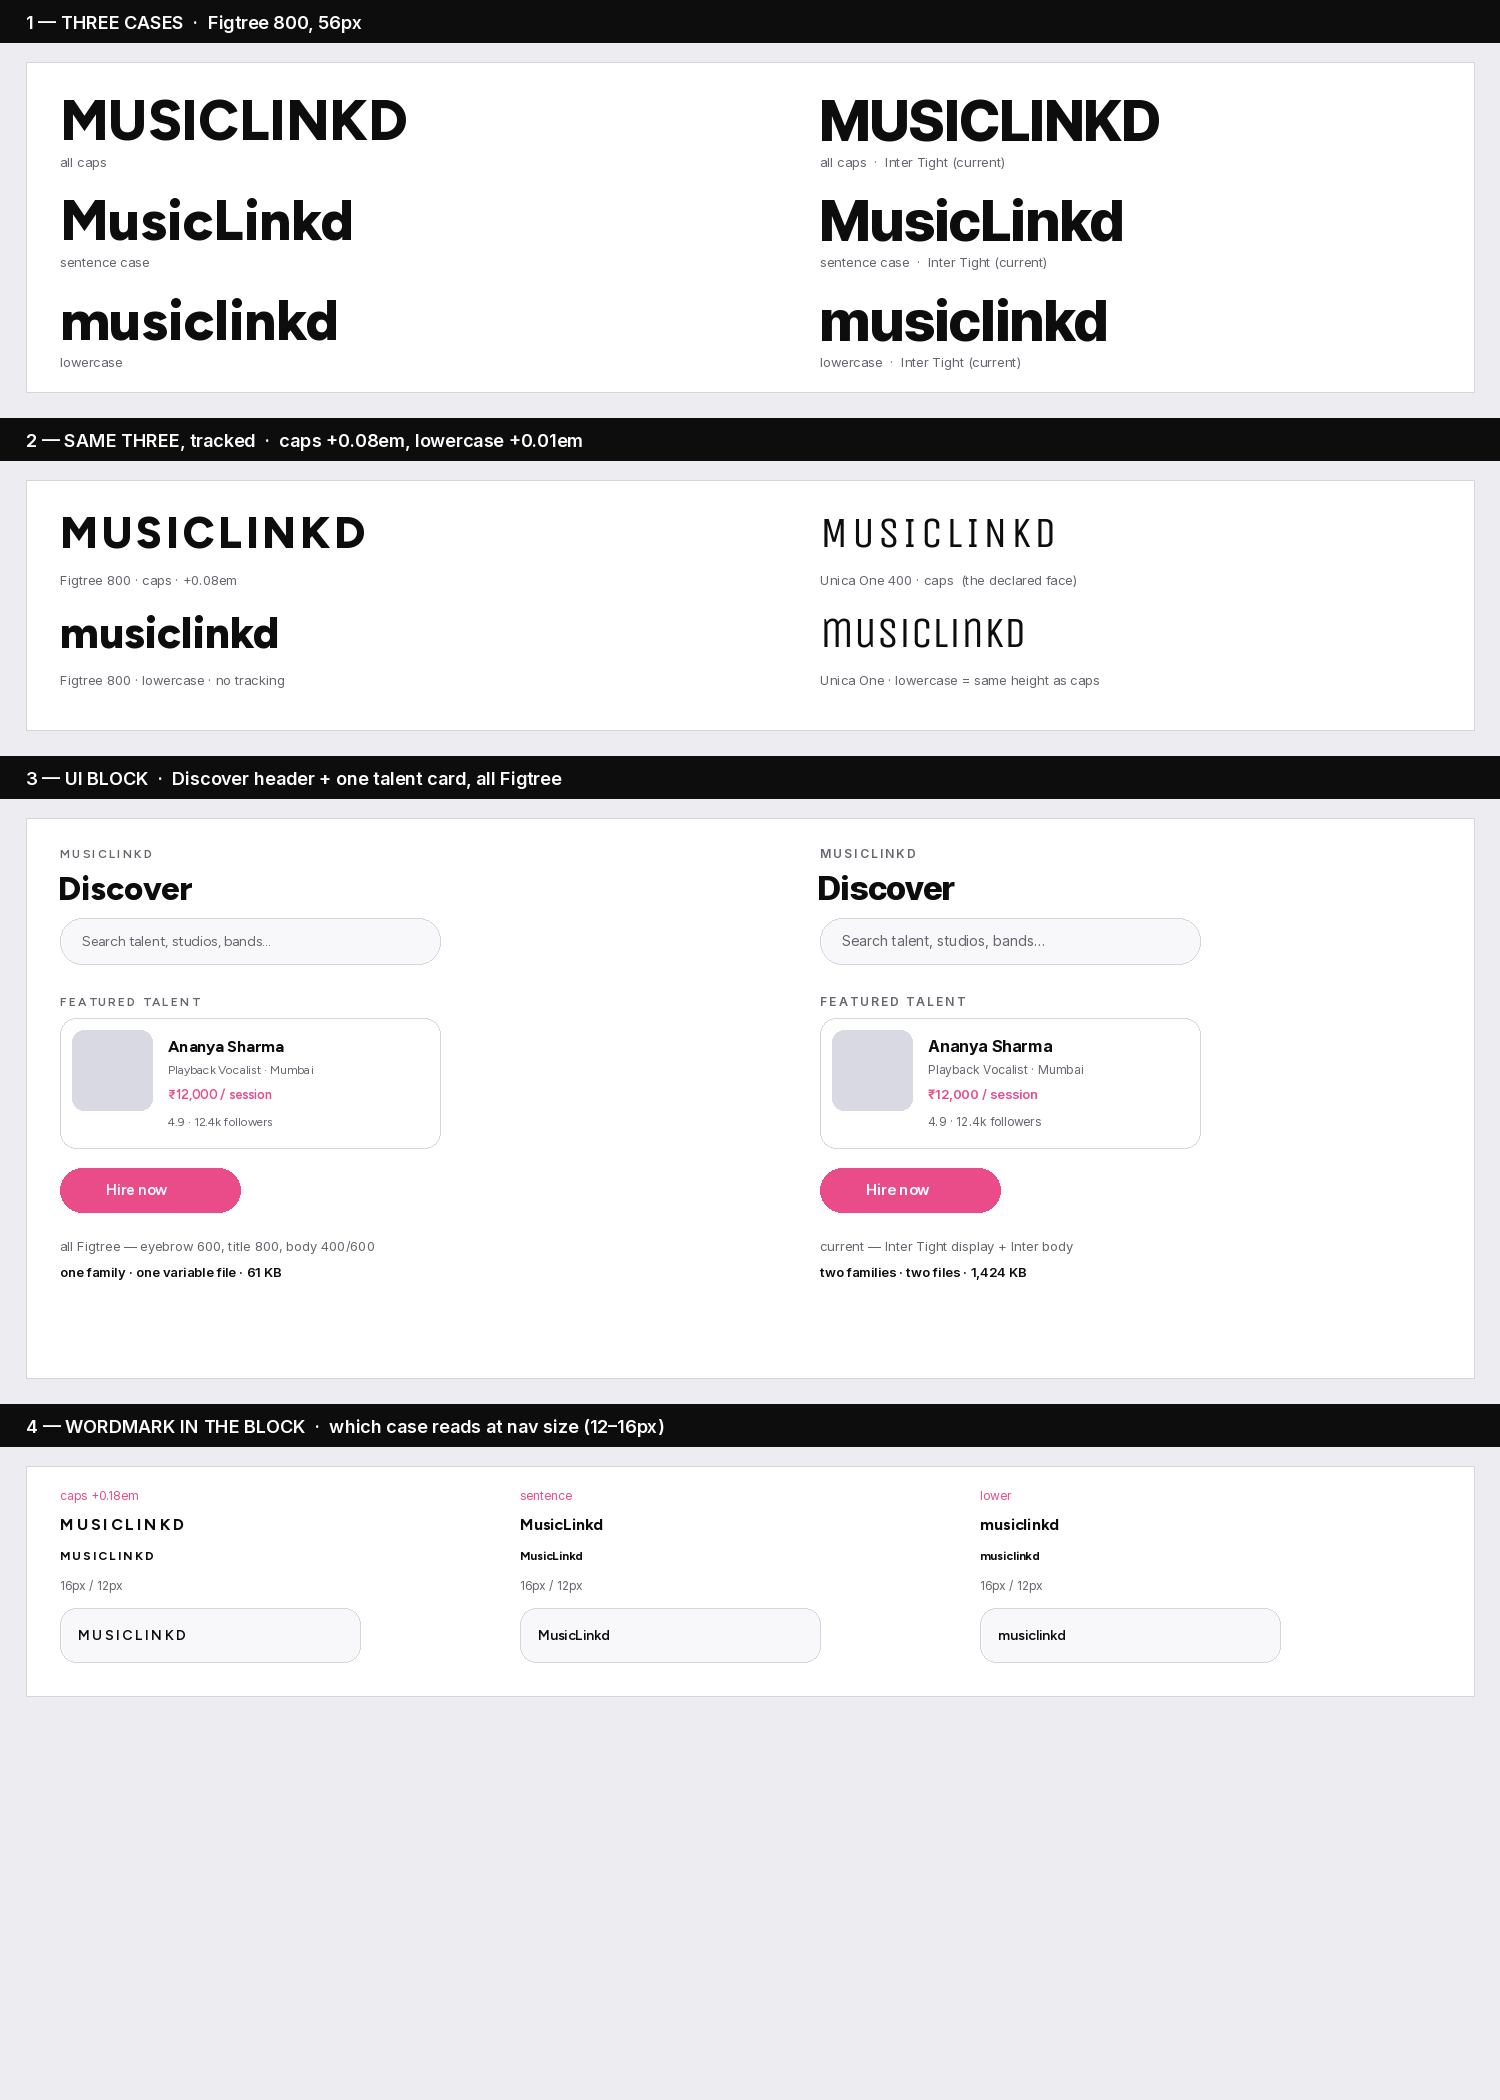 1 — THREE CASES · Figtree 800, 56px
MUSICLINKD
all caps
MusicLinkd
sentence case
musiclinkd
lowercase
MUSICLINKD
all caps · Inter Tight (current)
MusicLinkd
sentence case · Inter Tight (current)
musiclinkd
lowercase · Inter Tight (current)
2 — SAME THREE, tracked · caps +0.08em, lowercase +0.01em
MUSICLINKD
Figtree 800 · caps · +0.08em
musiclinkd
Figtree 800 · lowercase · no tracking
MUSICLINKD
Unica One 400 · caps (the declared face)
musiclinkd
Unica One · lowercase = same height as caps
3 — UI BLOCK · Discover header + one talent card, all Figtree
MUSICLINKD
Discover
Search talent, studios, bands...
FEATURED TALENT
Ananya Sharma
Playback Vocalist · Mumbai
₹12,000 / session
4.9 · 12.4k followers
Hire now
all Figtree — eyebrow 600, title 800, body 400/600
one family · one variable file · 61 KB
MUSICLINKD
Discover
Search talent, studios, bands…
FEATURED TALENT
Ananya Sharma
Playback Vocalist · Mumbai
₹12,000 / session
4.9 · 12.4k followers
Hire now
current — Inter Tight display + Inter body
two families · two files · 1,424 KB
4 — WORDMARK IN THE BLOCK · which case reads at nav size (12–16px)
caps +0.18em
MUSICLINKD
MUSICLINKD
16px / 12px
MUSICLINKD
sentence
MusicLinkd
MusicLinkd
16px / 12px
MusicLinkd
lower
musiclinkd
musiclinkd
16px / 12px
musiclinkd